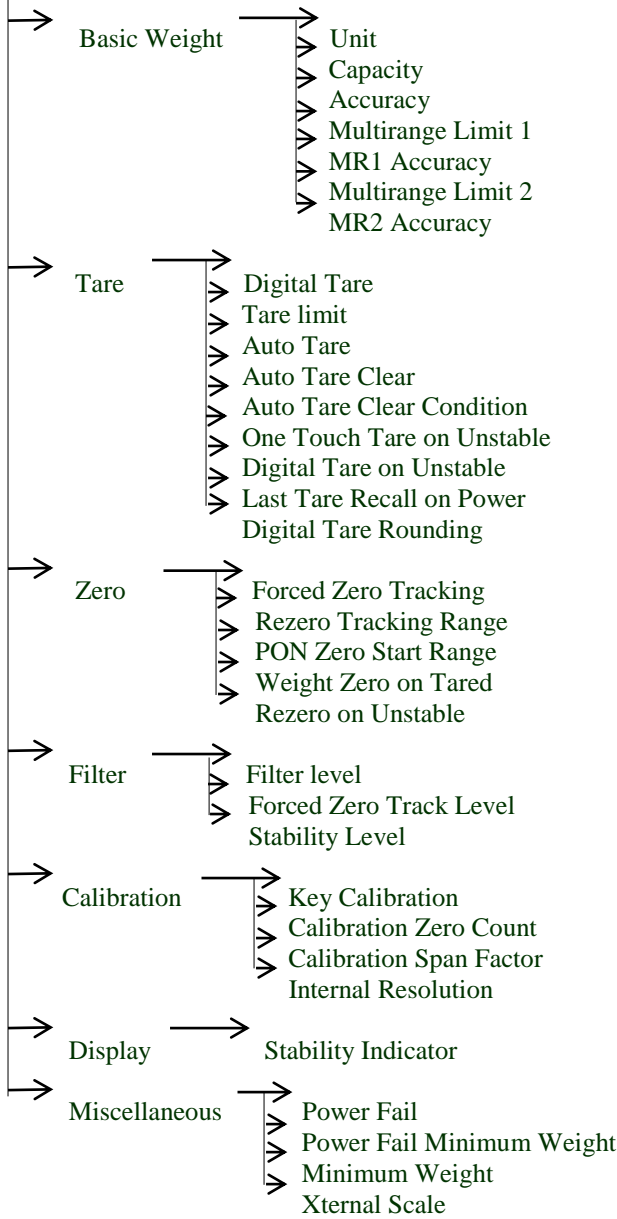 Basic Weight
Unit
Capacity
Accuracy
Multirange Limit 1
MR1 Accuracy
Multirange Limit 2
MR2 Accuracy
Tare
Digital Tare
Tare limit
Auto Tare
Auto Tare Clear
Auto Tare Clear Condition
One Touch Tare on Unstable
Digital Tare on Unstable
Last Tare Recall on Power
Digital Tare Rounding
Zero
Forced Zero Tracking
Rezero Tracking Range
PON Zero Start Range
Weight Zero on Tared
Rezero on Unstable
Filter
Filter level
Forced Zero Track Level
Stability Level
Calibration
Key Calibration
Calibration Zero Count
Calibration Span Factor
Internal Resolution
Display
Stability Indicator
Miscellaneous
Power Fail
Power Fail Minimum Weight
Minimum Weight
Xternal Scale